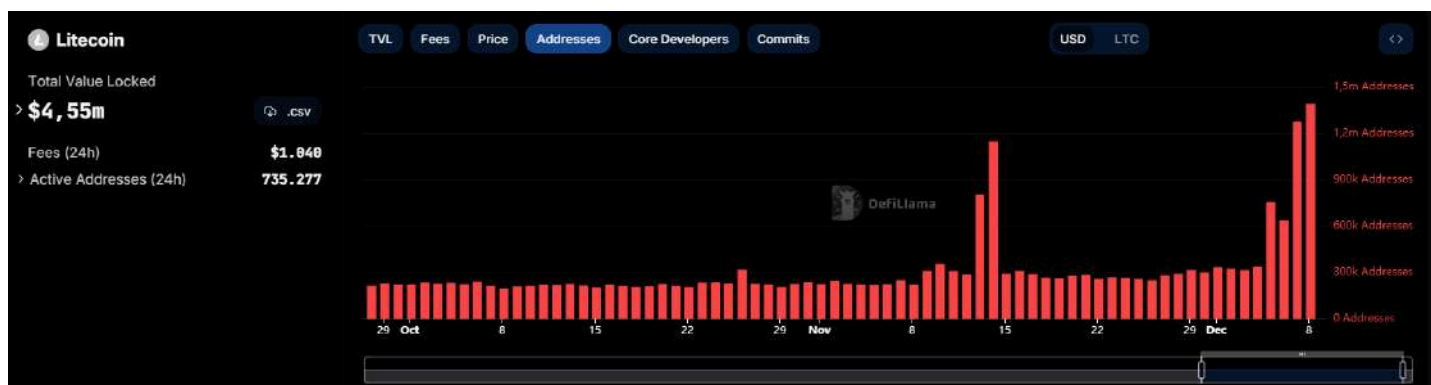 Litecoin
Total Value Locked
$4,55m
.csv
Fees (24h) $1.040
Active Addresses (24h) 735.277
TVL Fees Price Addresses Core Developers Commits
USD LTC
1,5m Addresses
1,2m Addresses
900k Addresses
600k Addresses
300k Addresses
0 Addresses
DefiLlama
29 Oct 8 15 22 29 Nov 8 15 22 29 Dec 8